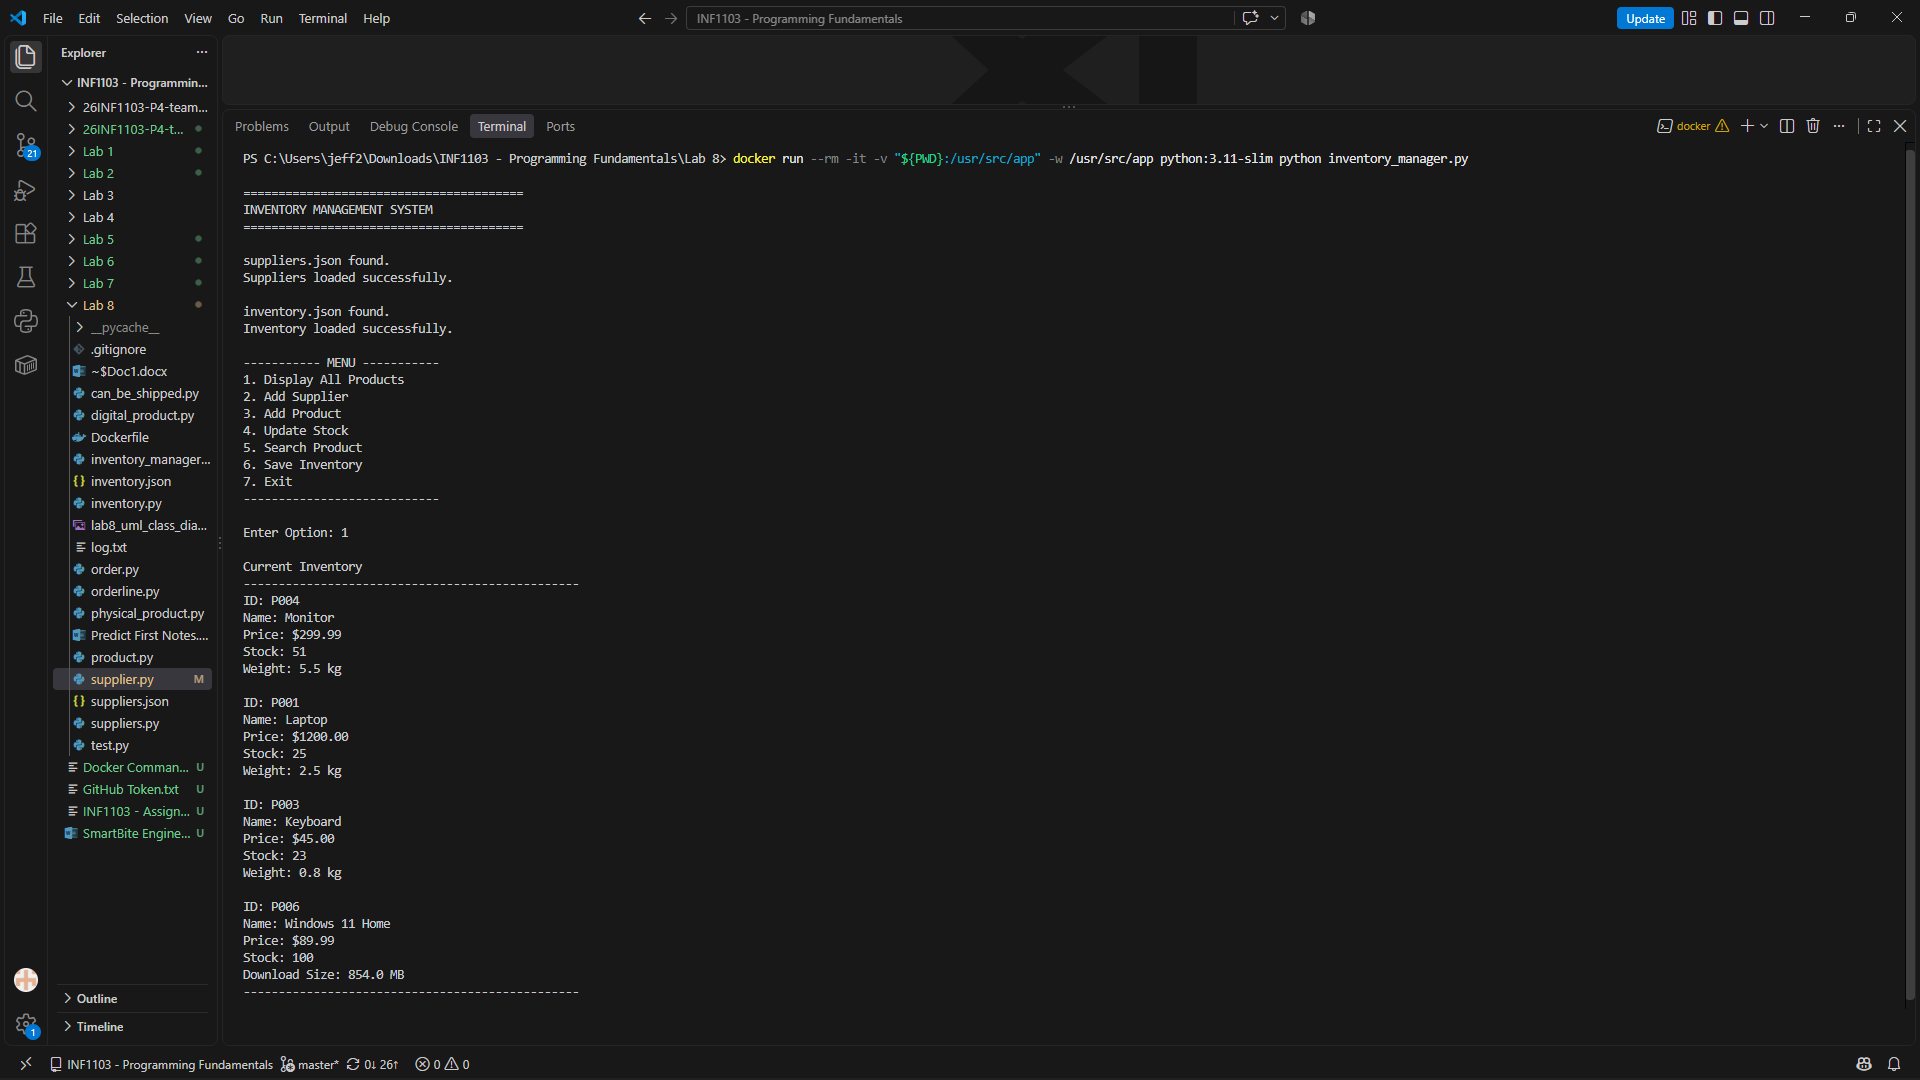 File Edit Selection View Go Run Terminal Help
INF1103 - Programming Fundamentals
Update
Explorer
INF1103 - Programmin...
26INF1103-P4-team...
26INF1103-P4-t...
Lab 1
Lab 2
Lab 3
Lab 4
Lab 5
Lab 6
Lab 7
Lab 8
__pycache__
.gitignore
~$Doc1.docx
can_be_shipped.py
digital_product.py
Dockerfile
inventory_manager...
inventory.json
inventory.py
lab8_uml_class_dia...
log.txt
order.py
orderline.py
physical_product.py
Predict First Notes....
product.py
supplier.py M
suppliers.json
suppliers.py
test.py
Docker Comman... U
GitHub Token.txt U
INF1103 - Assign... U
SmartBite Engine... U
Outline
Timeline
21
1
Problems Output Debug Console Terminal Ports
docker
PS C:\Users\jeff2\Downloads\INF1103 - Programming Fundamentals\Lab 8> docker run --rm -it -v "${PWD}:/usr/src/app" -w /usr/src/app python:3.11-slim python inventory_manager.py
========================================
INVENTORY MANAGEMENT SYSTEM
========================================
suppliers.json found.
Suppliers loaded successfully.
inventory.json found.
Inventory loaded successfully.
----------- MENU -----------
1. Display All Products
2. Add Supplier
3. Add Product
4. Update Stock
5. Search Product
6. Save Inventory
7. Exit
----------------------------
Enter Option: 1
Current Inventory
------------------------------------------------
ID: P004
Name: Monitor
Price: $299.99
Stock: 51
Weight: 5.5 kg
ID: P001
Name: Laptop
Price: $1200.00
Stock: 25
Weight: 2.5 kg
ID: P003
Name: Keyboard
Price: $45.00
Stock: 23
Weight: 0.8 kg
ID: P006
Name: Windows 11 Home
Price: $89.99
Stock: 100
Download Size: 854.0 MB
------------------------------------------------
INF1103 - Programming Fundamentals master* 0↓ 26↑ 0 0